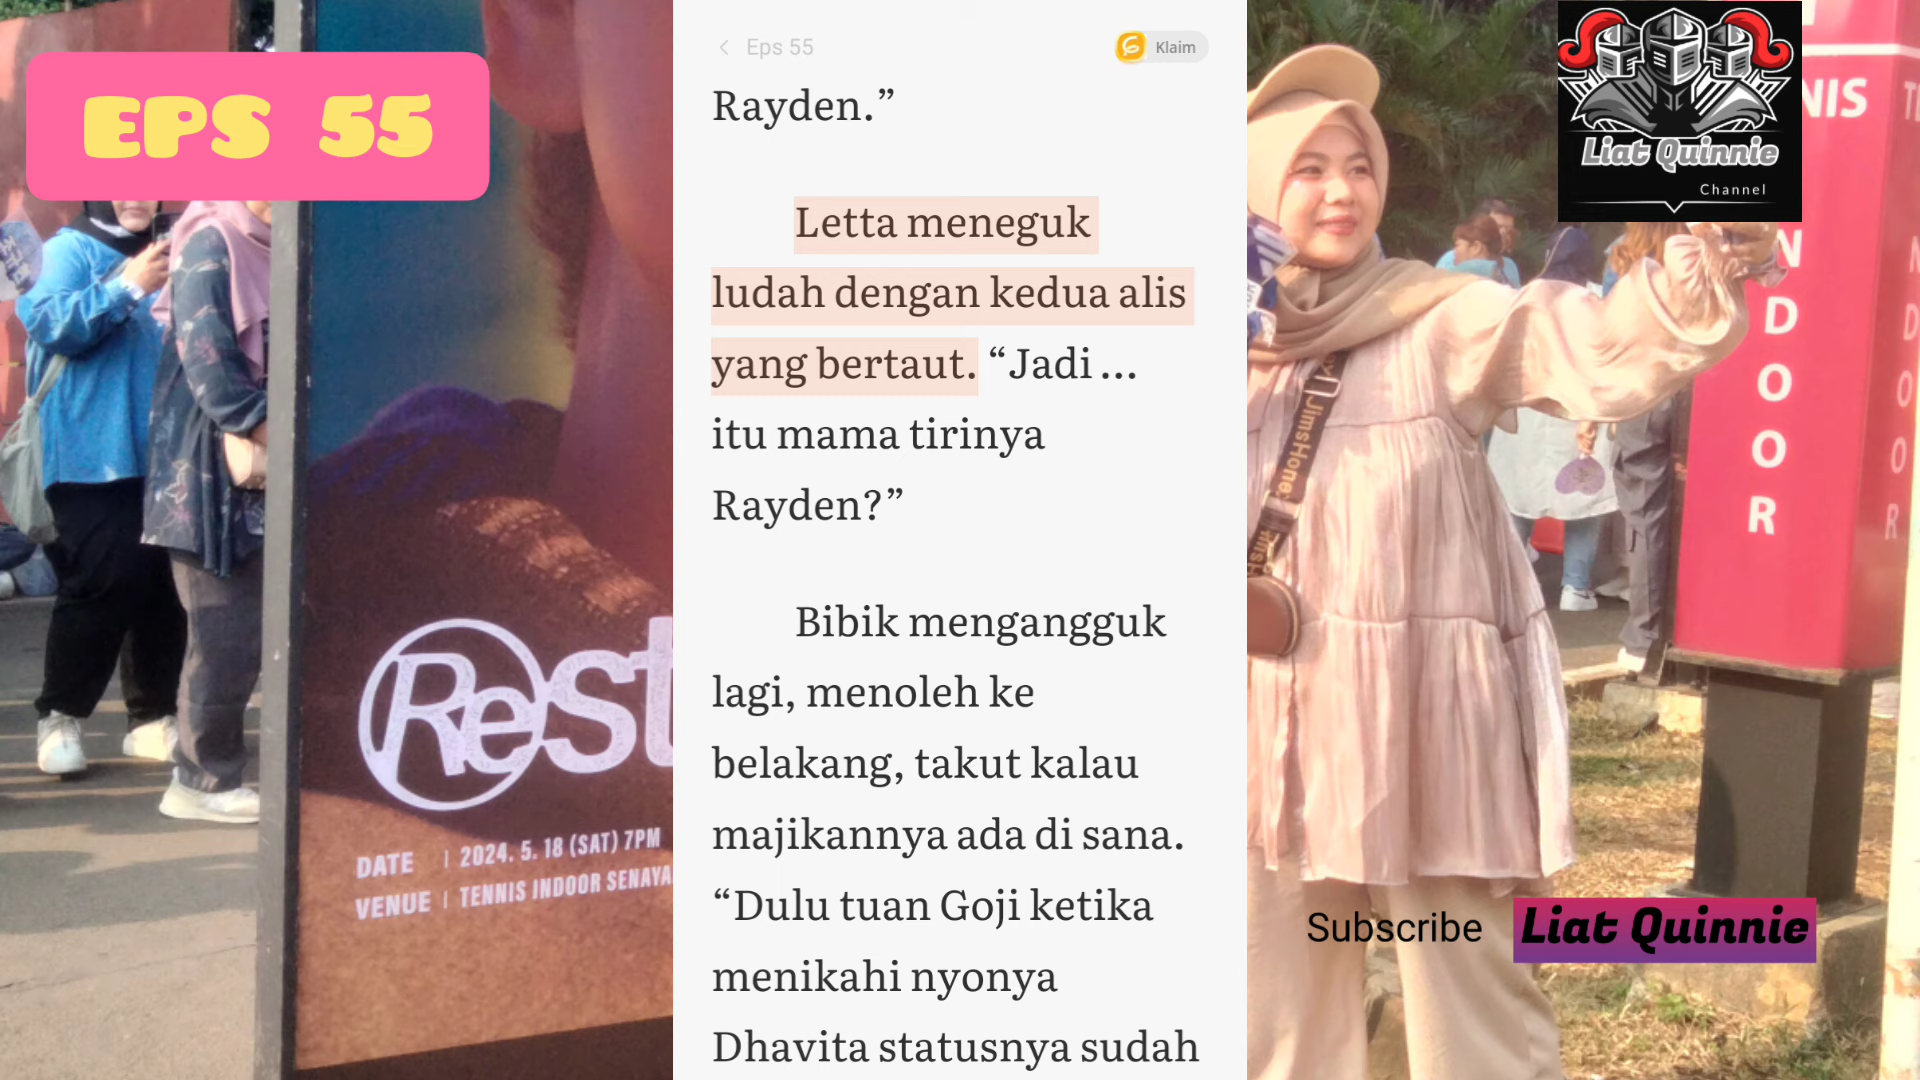 EPS 55
ReSt
DATE | 2024. 5. 18 (SAT) 7PM
VENUE | TENNIS INDOOR SENAYA
Eps 55
Klaim
Rayden.”
Letta meneguk
ludah dengan kedua alis
yang bertaut. “Jadi ...
itu mama tirinya
Rayden?”
Bibik mengangguk
lagi, menoleh ke
belakang, takut kalau
majikannya ada di sana.
“Dulu tuan Goji ketika
menikahi nyonya
Dhavita statusnya sudah
Liat Quinnie
Channel
NIS
NDOOR
JimsHoney
Subscribe Liat Quinnie